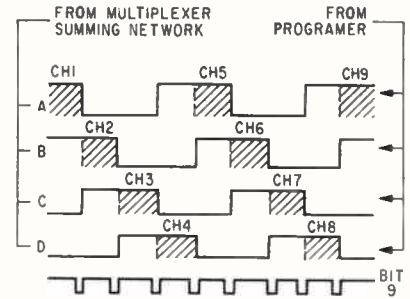 FROM MULTIPLEXER
SUMMING NETWORK
FROM
PROGRAMER
CH1
CH5
CH9
A
CH2
CH6
B
CH3
CH7
C
CH4
CH8
D
BIT
9